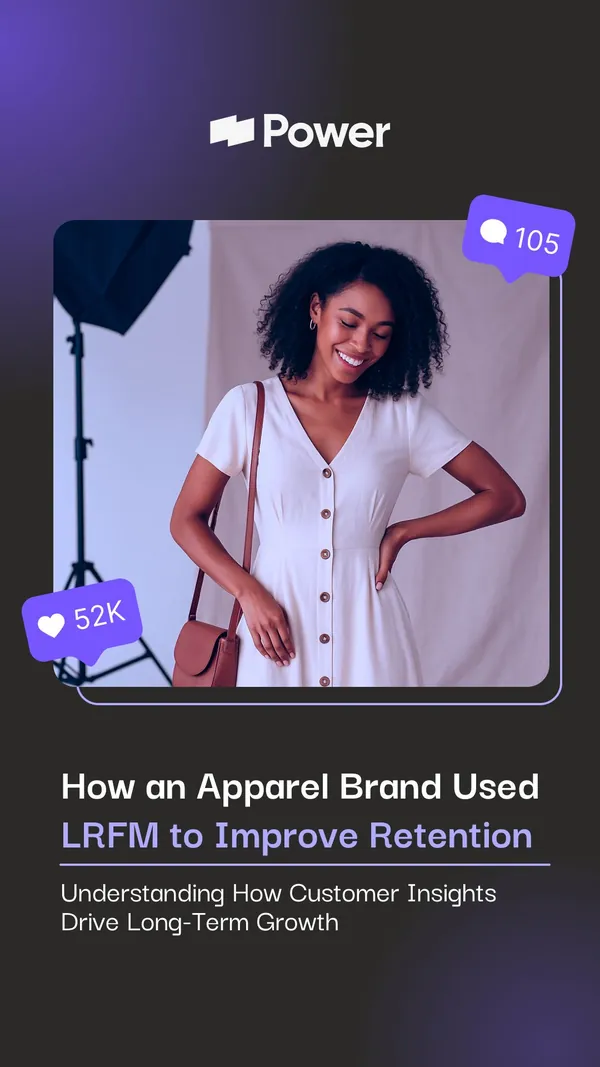 Power
105
52K
How an Apparel Brand Used
LRFM to Improve Retention
Understanding How Customer Insights
Drive Long-Term Growth